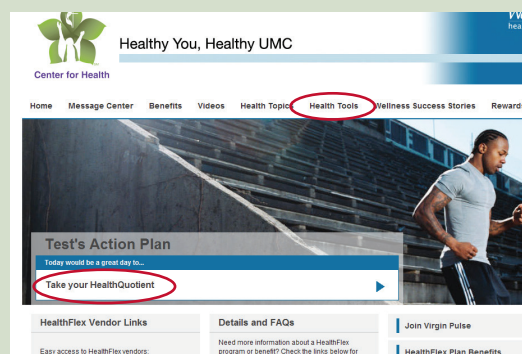 Healthy You, Healthy UMC
Center for Health
Home Message Center Benefits Videos Health Topics Health Tools Wellness Success Stories
Test's Action Plan
Today would be a great day to...
Take your HealthQuotient
HealthFlex Vendor Links
Easy access to HealthFlex vendors:
Details and FAQs
Need more information about a HealthFlex
program or benefit? Check the links below for
Join Virgin Pulse
HealthFlex Plan Benefits